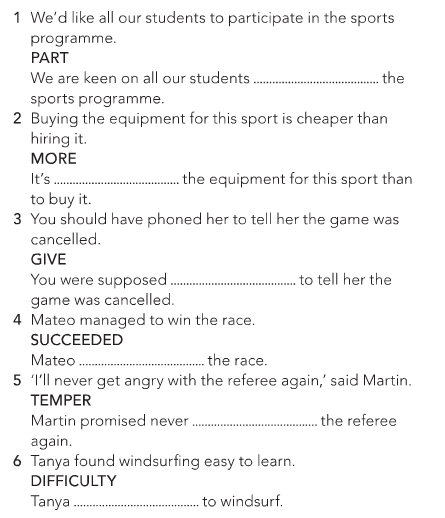 1 We'd like all our students to participate in the sports
programme.
PART
We are keen on all our students ........................................ the
sports programme.
2 Buying the equipment for this sport is cheaper than
hiring it.
MORE
It's ........................................ the equipment for this sport than
to buy it.
3 You should have phoned her to tell her the game was
cancelled.
GIVE
You were supposed ........................................ to tell her the
game was cancelled.
4 Mateo managed to win the race.
SUCCEEDED
Mateo ........................................ the race.
5 ‘I'll never get angry with the referee again,’ said Martin.
TEMPER
Martin promised never ........................................ the referee
again.
6 Tanya found windsurfing easy to learn.
DIFFICULTY
Tanya ........................................ to windsurf.